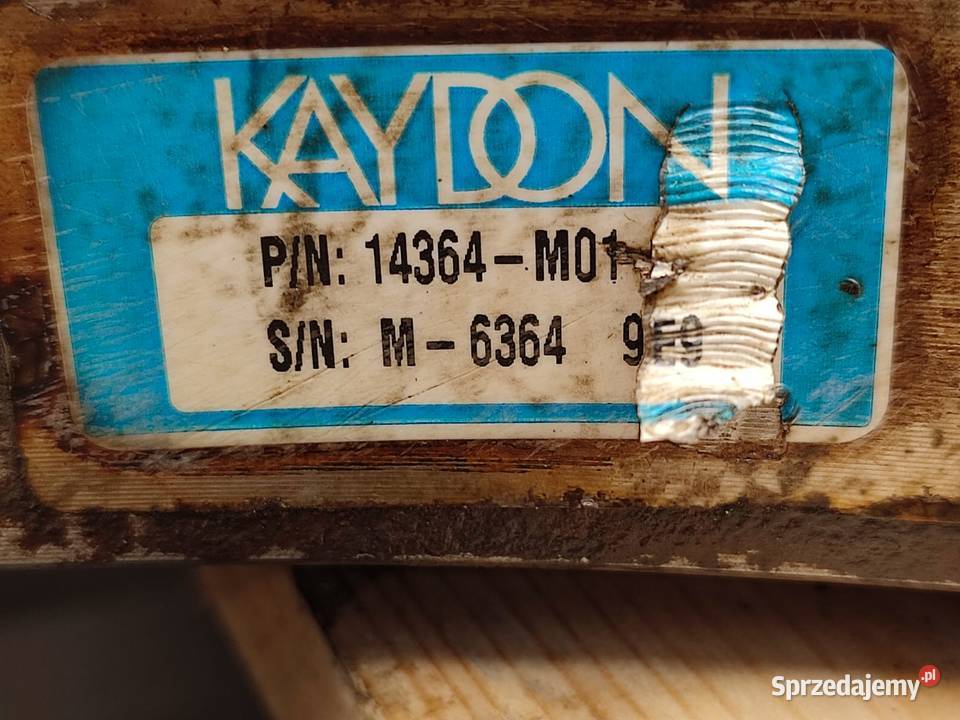 KAYDON
P/N: 14364-M01
S/N: M-6364
Sprzedajemy.pl